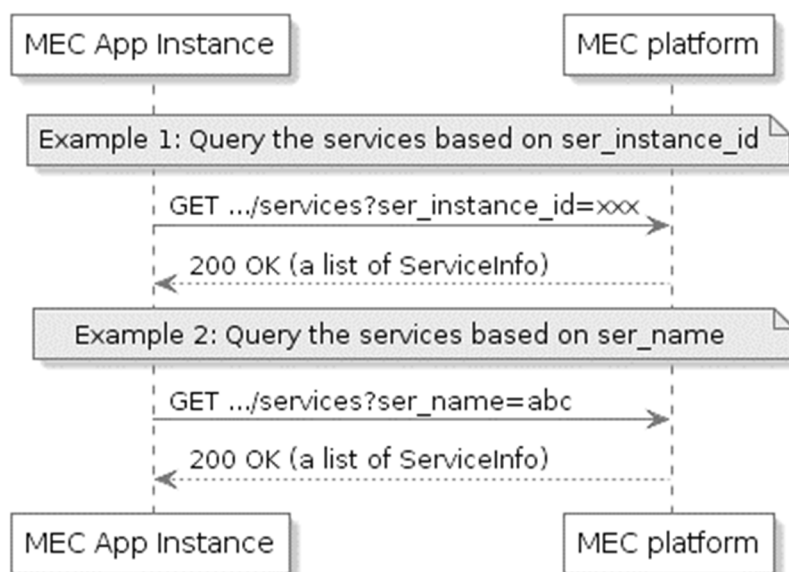 MEC App Instance
MEC platform
Example 1: Query the services based on ser_instance_id
GET .../services?ser_instance_id=xxx
200 OK (a list of ServiceInfo)
Example 2: Query the services based on ser_name
GET .../services?ser_name=abc
200 OK (a list of ServiceInfo)
MEC App Instance
MEC platform